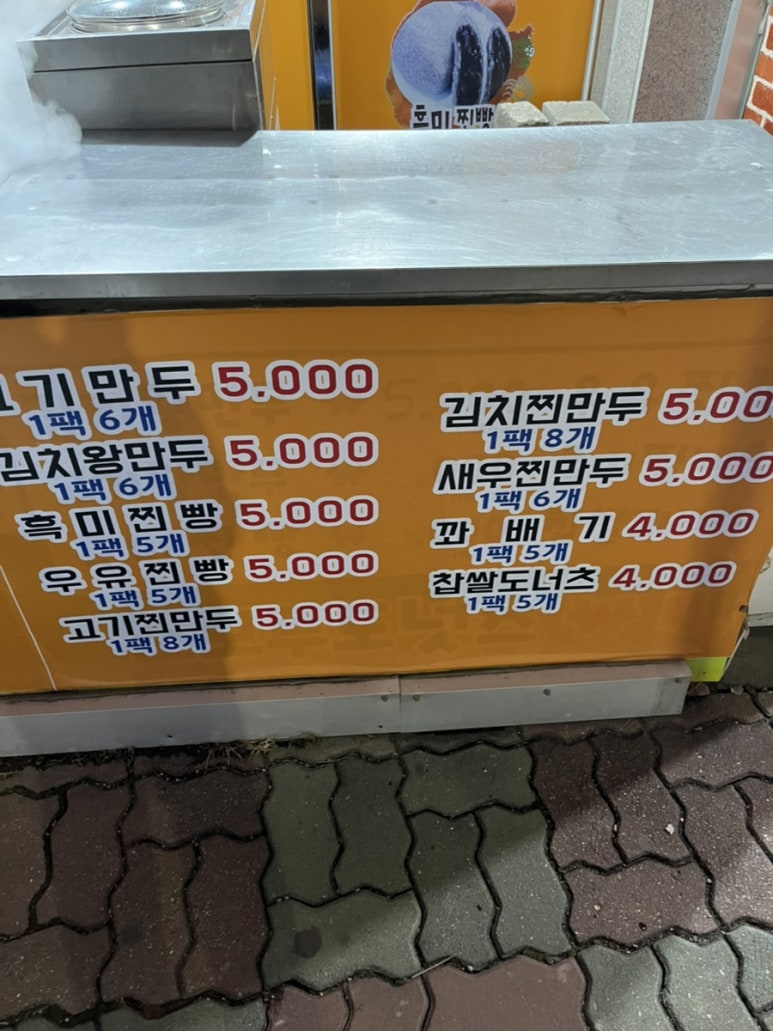 흑미찐빵
고기만두 5,000
1팩 6개
김치왕만두 5,000
1팩 6개
흑미찐빵 5,000
1팩 5개
우유찐빵 5,000
1팩 5개
고기찐만두 5,000
1팩 8개
김치찐만두 5,00
1팩 8개
새우찐만두 5,000
1팩 6개
꽈배기 4,000
1팩 5개
찹쌀도너츠 4,000
1팩 5개